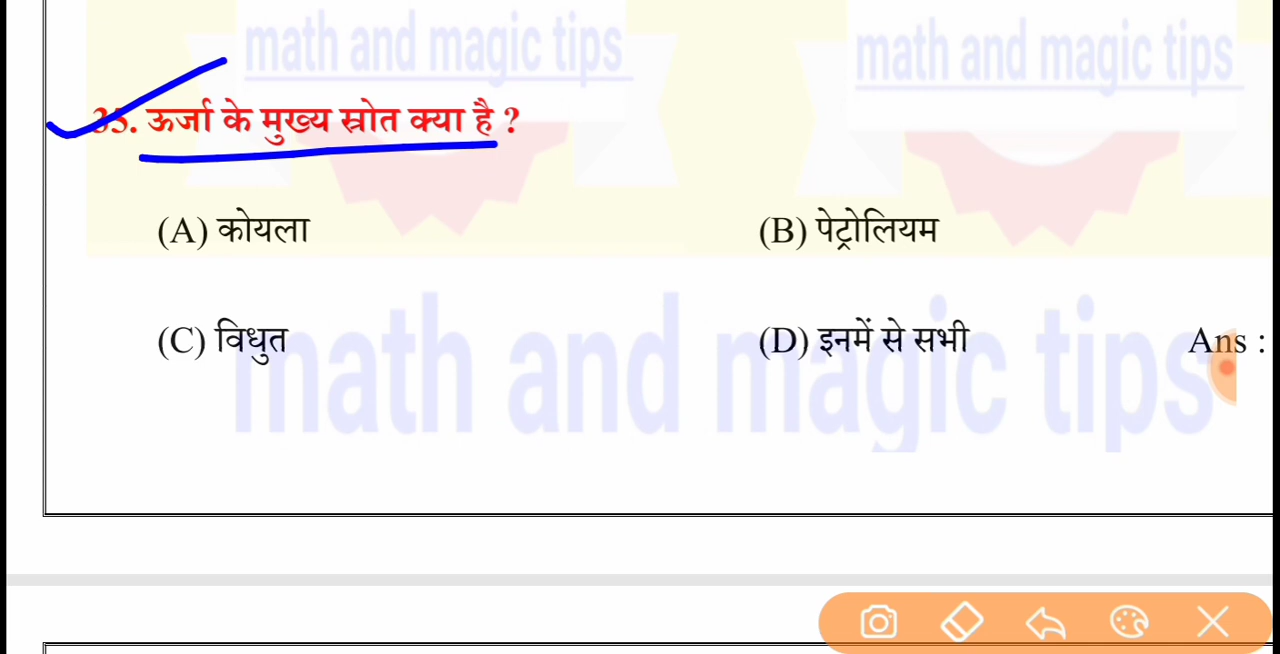 math and magic tips math and magic tips
35. ऊर्जा के मुख्य स्रोत क्या है ?
(A) कोयला (B) पेट्रोलियम
(C) विधुत (D) इनमें से सभी Ans :
math and magic tips